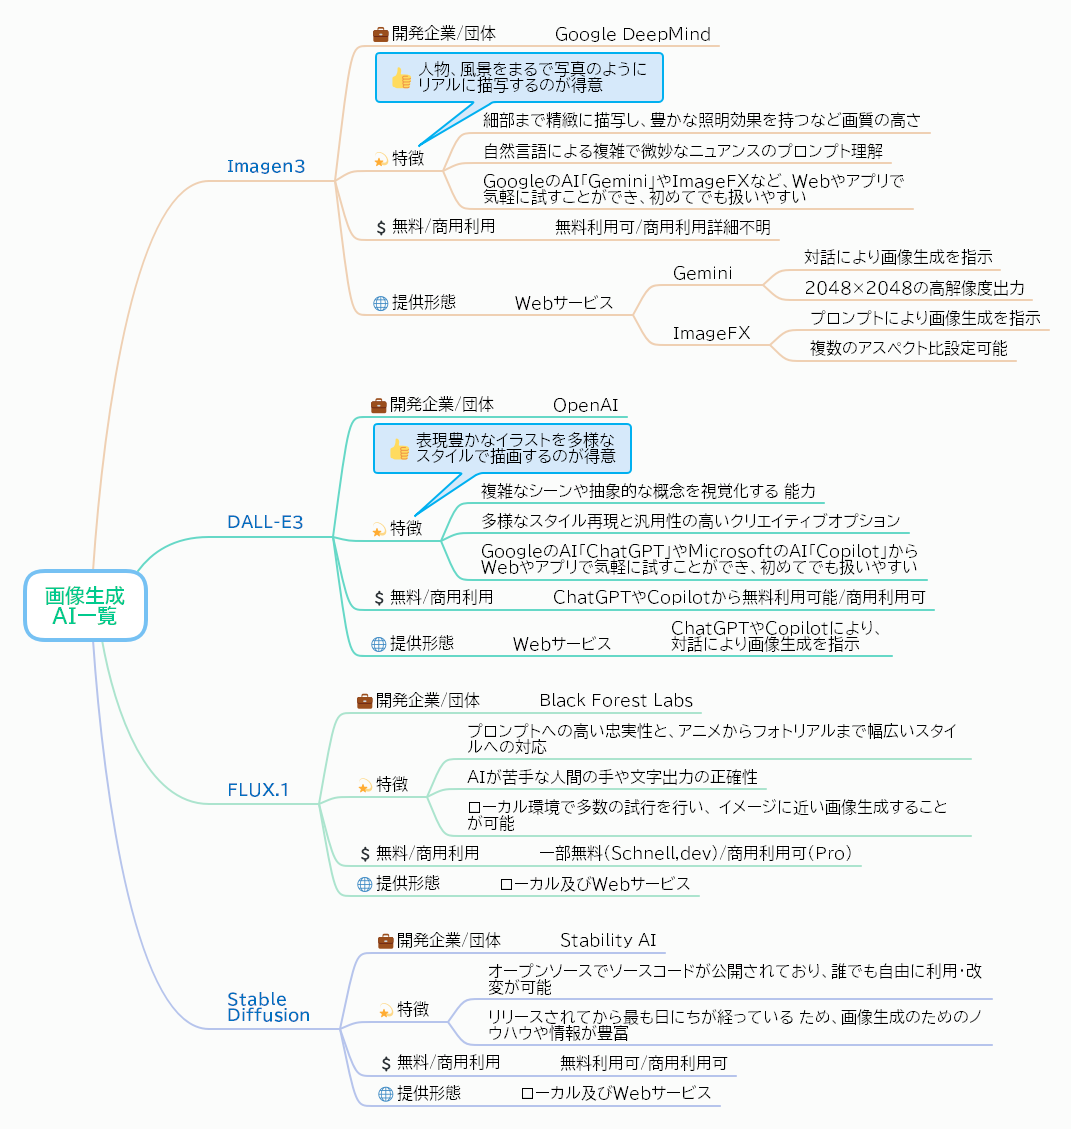 画像生成
AI一覧
Imagen3
開発企業/団体
Google DeepMind
人物、風景をまるで写真のように
リアルに描写するのが得意
特徴
細部まで精緻に描写し、豊かな照明効果を持つなど画質の高さ
自然言語による複雑で微妙なニュアンスのプロンプト理解
GoogleのAI「Gemini」やImageFXなど、Webやアプリで
気軽に試すことができ、初めてでも扱いやすい
$ 無料/商用利用
無料利用可/商用利用詳細不明
提供形態
Webサービス
Gemini
対話により画像生成を指示
2048×2048の高解像度出力
ImageFX
プロンプトにより画像生成を指示
複数のアスペクト比設定可能
DALL-E3
開発企業/団体
OpenAI
表現豊かなイラストを多様な
スタイルで描画するのが得意
特徴
複雑なシーンや抽象的な概念を視覚化する 能力
多様なスタイル再現と汎用性の高いクリエイティブオプション
GoogleのAI「ChatGPT」やMicrosoftのAI「Copilot」から
Webやアプリで気軽に試すことができ、初めてでも扱いやすい
$ 無料/商用利用
ChatGPTやCopilotから無料利用可能/商用利用可
提供形態
Webサービス
ChatGPTやCopilotにより、
対話により画像生成を指示
FLUX.1
開発企業/団体
Black Forest Labs
特徴
プロンプトへの高い忠実性と、アニメからフォトリアルまで幅広いスタイ
ルへの対応
AIが苦手な人間の手や文字出力の正確性
ローカル環境で多数の試行を行い、イメージに近い画像生成すること
が可能
$ 無料/商用利用
一部無料(Schnell,dev)/商用利用可(Pro)
提供形態
ローカル及びWebサービス
Stable
Diffusion
開発企業/団体
Stability AI
特徴
オープンソースでソースコードが公開されており、誰でも自由に利用・改
変が可能
リリースされてから最も日にちが経っている ため、画像生成のためのノ
ウハウや情報が豊富
$ 無料/商用利用
無料利用可/商用利用可
提供形態
ローカル及びWebサービス